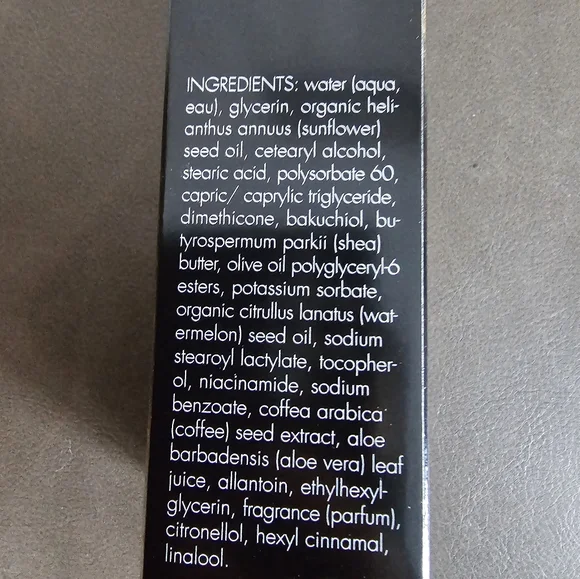 INGREDIENTS: water (aqua,
eau), glycerin, organic heli-
anthus annuus (sunflower)
seed oil, cetearyl alcohol,
stearic acid, polysorbate 60,
capric/ caprylic triglyceride,
dimethicone, bakuchiol, bu-
tyrospermum parkii (shea)
butter, olive oil polyglyceryl-6
esters, potassium sorbate,
organic citrullus lanatus (wat-
ermelon) seed oil, sodium
stearoyl lactylate, tocopher-
ol, niacinamide, sodium
benzoate, coffea arabica
(coffee) seed extract, aloe
barbadensis (aloe vera) leaf
juice, allantoin, ethylhexyl-
glycerin, fragrance (parfum),
citronellol, hexyl cinnamal,
linalool.